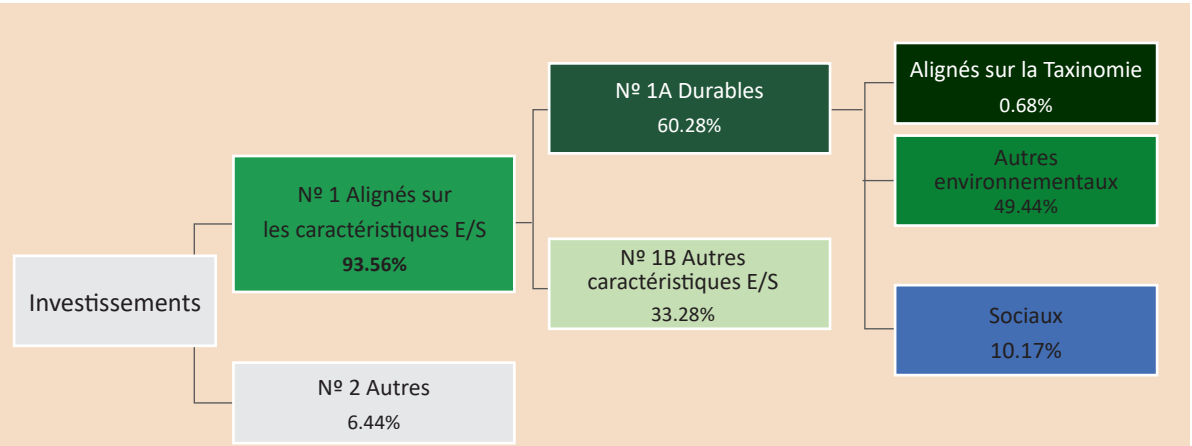 Investissements
Nº 1 Alignés sur
les caractéristiques E/S
93.56%
Nº 2 Autres
6.44%
Nº 1A Durables
60.28%
Nº 1B Autres
caractéristiques E/S
33.28%
Alignés sur la Taxinomie
0.68%
Autres
environnementaux
49.44%
Sociaux
10.17%